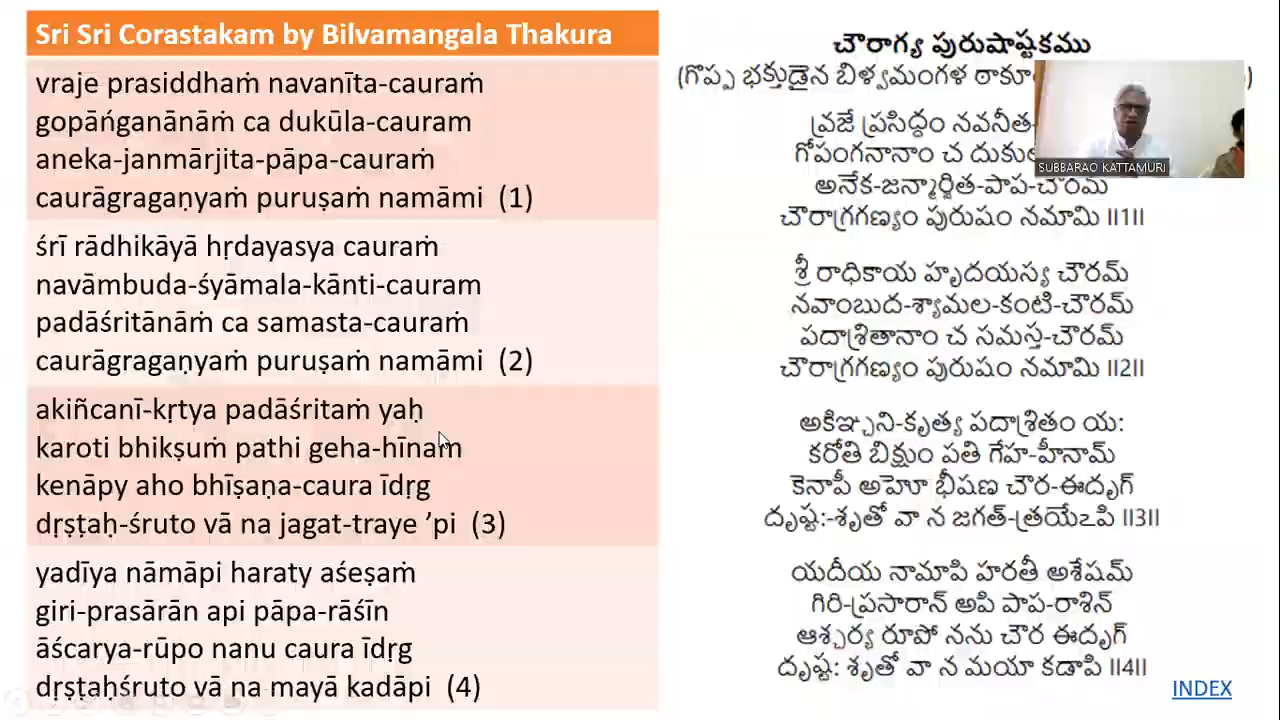 Sri Sri Corastakam by Bilvamangala Thakura
vraje prasiddhaṁ navanīta-cauraṁ
gopāńganānāṁ ca dukūla-cauram
aneka-janmārjita-pāpa-cauraṁ
caurāgragaṇyaṁ puruṣaṁ namāmi (1)
śrī rādhikāyā hṛdayasya cauraṁ
navāmbuda-śyāmala-kānti-cauram
padāśritānāṁ ca samasta-cauraṁ
caurāgragaṇyaṁ puruṣaṁ namāmi (2)
akiñcanī-kṛtya padāśritaṁ yaḥ
karoti bhikṣuṁ pathi geha-hīnam
kenāpy aho bhīṣaṇa-caura īdṛg
dṛṣṭaḥ-śruto vā na jagat-traye ’pi (3)
yadīya nāmāpi haraty aśeṣaṁ
giri-prasārān api pāpa-rāśīn
āścarya-rūpo nanu caura īdṛg
dṛṣṭaḥśruto vā na mayā kadāpi (4)
చౌరాగ్య పురుషాష్టకము
(గొప్ప భక్తుడైన బిళ్వమంగళ
వ్రజే ప్రసిద్ధం నవనీత-
గోపంగనానాం చ
అనేక-జన్మార్జిత-పాప-చౌరమ్
చౌరాగ్రగణ్యం పురుషం నమామి ॥1॥
శ్రీ రాధికాయ హృదయస్య చౌరమ్
నవాంబుద-శ్యామల-కంటి-చౌరమ్
పదాశ్రితానాం చ సమస్త-చౌరమ్
చౌరాగ్రగణ్యం పురుషం నమామి ॥2॥
అకిఞ్చని-కృత్య పదాశ్రితం య:
కరోతి బిక్షుం పతి గేహ-హీనామ్
కెనాపీ అహెూ భీషణ చౌర-ఈదృగ్
దృష్ట:-శృతో వా న జగత్-త్రయేఽపి ॥3॥
యదీయ నామాపి హరతీ అశేషమ్
గిరి-ప్రసారాన్ అపి పాప-రాశిన్
ఆశ్చర్య రూపో నను చౌర ఈదృగ్
దృష్ట: శృతో వా న మయా కడాపి ॥4॥
SUBBARAO KATTAMURI
INDEX